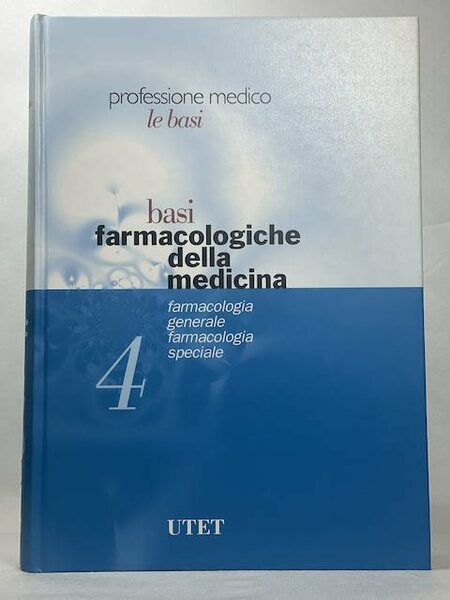 professione medico
le basi
basi
farmacologiche
della
medicina
farmacologia
generale
farmacologia
speciale
4
UTET